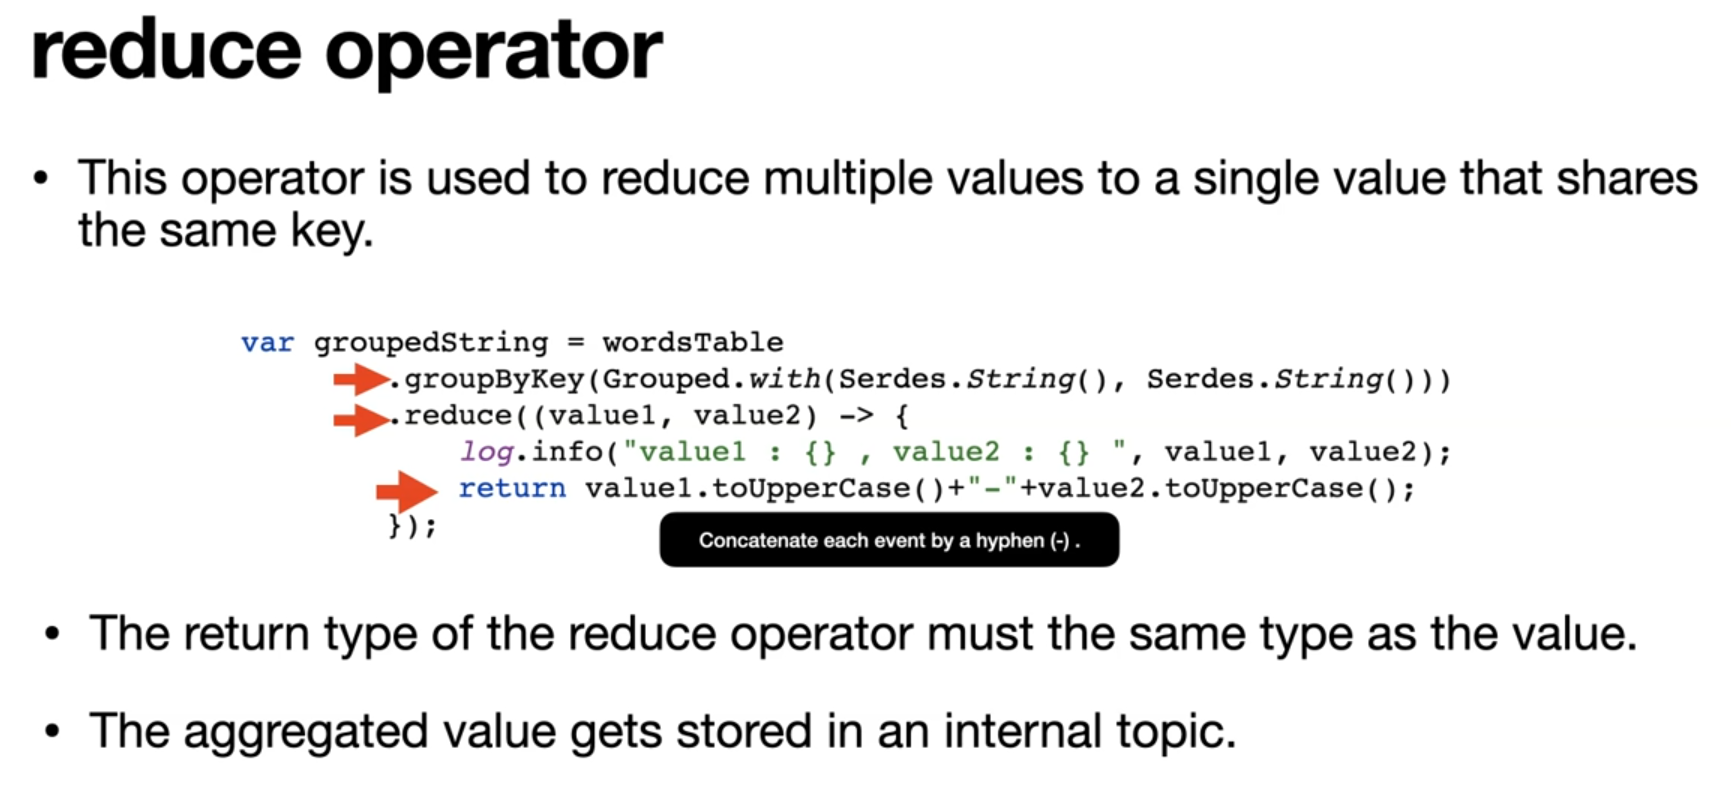 reduce operator
• This operator is used to reduce multiple values to a single value that shares
the same key.
var groupedString = wordsTable
.groupByKey(Grouped.with(Serdes.String(), Serdes.String()))
.reduce((value1, value2) -> {
log.info("value1 : {} , value2 : {} ", value1, value2);
return value1.toUpperCase()+"-"+value2.toUpperCase();
});
Concatenate each event by a hyphen (-) .
• The return type of the reduce operator must the same type as the value.
• The aggregated value gets stored in an internal topic.